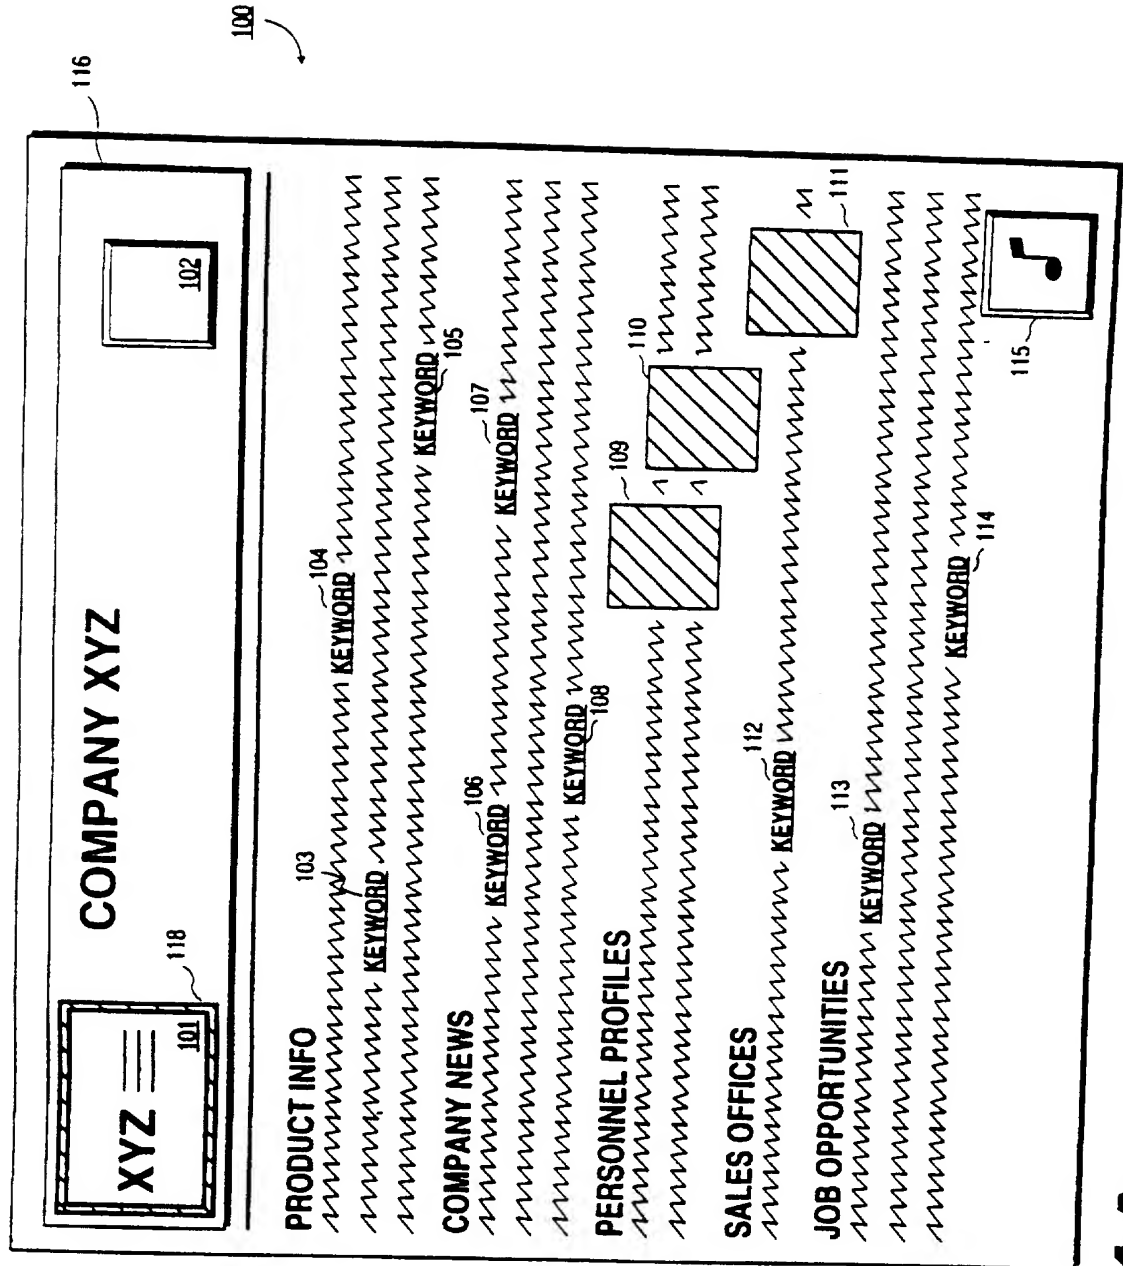 100
116
COMPANY XYZ
118
XYZ
101
102
PRODUCT INFO
103
104
KEYWORD
KEYWORD
KEYWORD
105
COMPANY NEWS
106
107
KEYWORD
KEYWORD
KEYWORD
108
PERSONNEL PROFILES
109
110
SALES OFFICES
111
112
KEYWORD
JOB OPPORTUNITIES
113
KEYWORD
KEYWORD
114
115